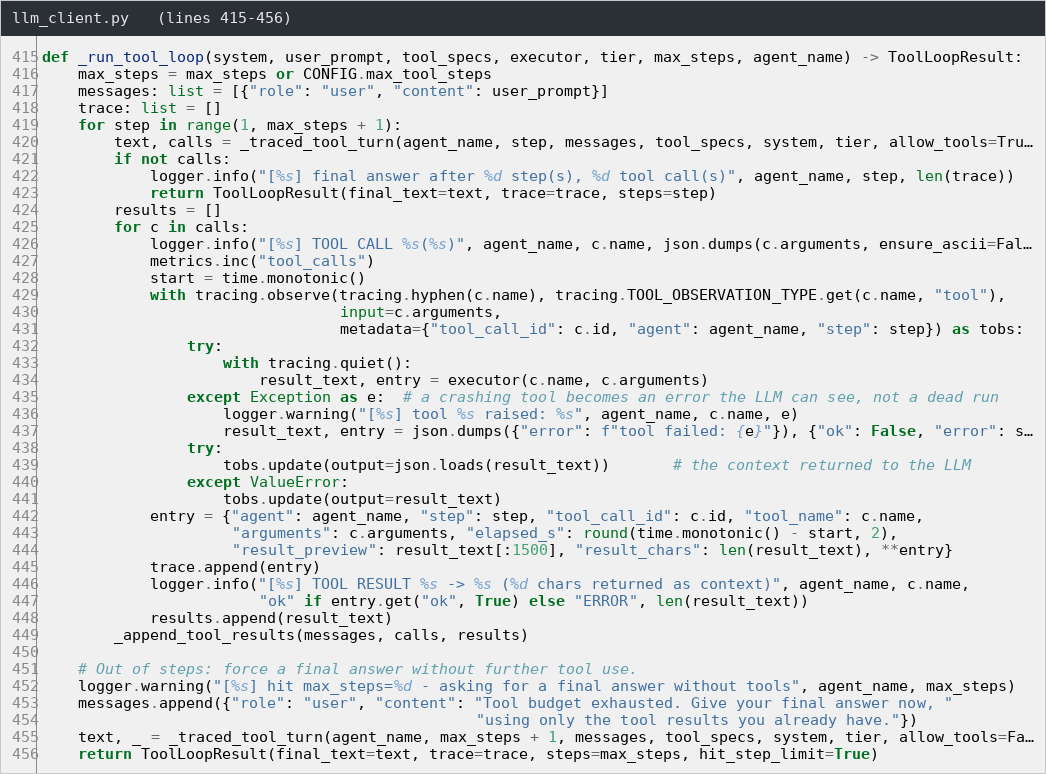 llm_client.py (lines 415-456)
415 def _run_tool_loop(system, user_prompt, tool_specs, executor, tier, max_steps, agent_name) -> ToolLoopResult:
416     max_steps = max_steps or CONFIG.max_tool_steps
417     messages: list = [{"role": "user", "content": user_prompt}]
418     trace: list = []
419     for step in range(1, max_steps + 1):
420         text, calls = _traced_tool_turn(agent_name, step, messages, tool_specs, system, tier, allow_tools=Tru…
421         if not calls:
422             logger.info("[%s] final answer after %d step(s), %d tool call(s)", agent_name, step, len(trace))
423             return ToolLoopResult(final_text=text, trace=trace, steps=step)
424         results = []
425         for c in calls:
426             logger.info("[%s] TOOL CALL %s(%s)", agent_name, c.name, json.dumps(c.arguments, ensure_ascii=Fal…
427             metrics.inc("tool_calls")
428             start = time.monotonic()
429             with tracing.observe(tracing.hyphen(c.name), tracing.TOOL_OBSERVATION_TYPE.get(c.name, "tool"),
430                                  input=c.arguments,
431                                  metadata={"tool_call_id": c.id, "agent": agent_name, "step": step}) as tobs:
432                 try:
433                     with tracing.quiet():
434                         result_text, entry = executor(c.name, c.arguments)
435                 except Exception as e:  # a crashing tool becomes an error the LLM can see, not a dead run
436                     logger.warning("[%s] tool %s raised: %s", agent_name, c.name, e)
437                     result_text, entry = json.dumps({"error": f"tool failed: {e}"}), {"ok": False, "error": s…
438                 try:
439                     tobs.update(output=json.loads(result_text))       # the context returned to the LLM
440                 except ValueError:
441                     tobs.update(output=result_text)
442             entry = {"agent": agent_name, "step": step, "tool_call_id": c.id, "tool_name": c.name,
443                      "arguments": c.arguments, "elapsed_s": round(time.monotonic() - start, 2),
444                      "result_preview": result_text[:1500], "result_chars": len(result_text), **entry}
445             trace.append(entry)
446             logger.info("[%s] TOOL RESULT %s -> %s (%d chars returned as context)", agent_name, c.name,
447                         "ok" if entry.get("ok", True) else "ERROR", len(result_text))
448             results.append(result_text)
449         _append_tool_results(messages, calls, results)
450
451     # Out of steps: force a final answer without further tool use.
452     logger.warning("[%s] hit max_steps=%d - asking for a final answer without tools", agent_name, max_steps)
453     messages.append({"role": "user", "content": "Tool budget exhausted. Give your final answer now, "
454                                                 "using only the tool results you already have."})
455     text, _ = _traced_tool_turn(agent_name, max_steps + 1, messages, tool_specs, system, tier, allow_tools=Fa…
456     return ToolLoopResult(final_text=text, trace=trace, steps=max_steps, hit_step_limit=True)